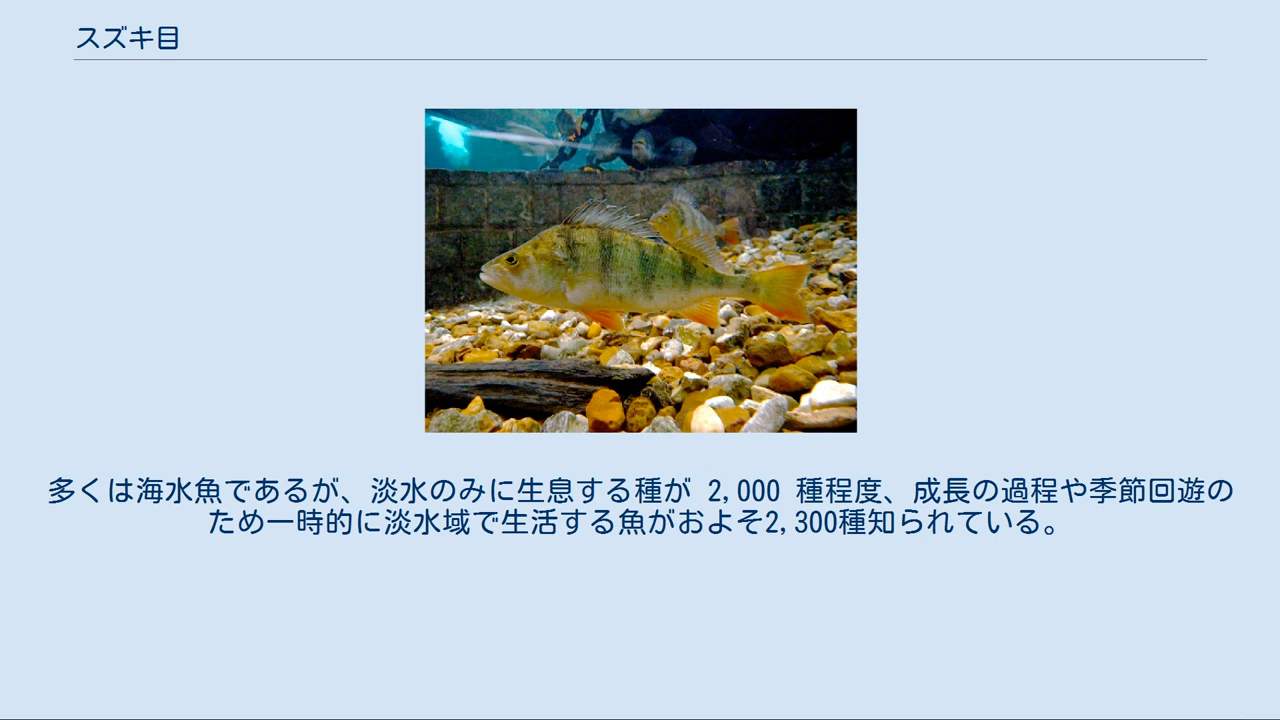 スズキ目
多くは海水魚であるが、淡水のみに生息する種が 2,000 種程度、成長の過程や季節回遊の
ため一時的に淡水域で生活する魚がおよそ2,300種知られている。